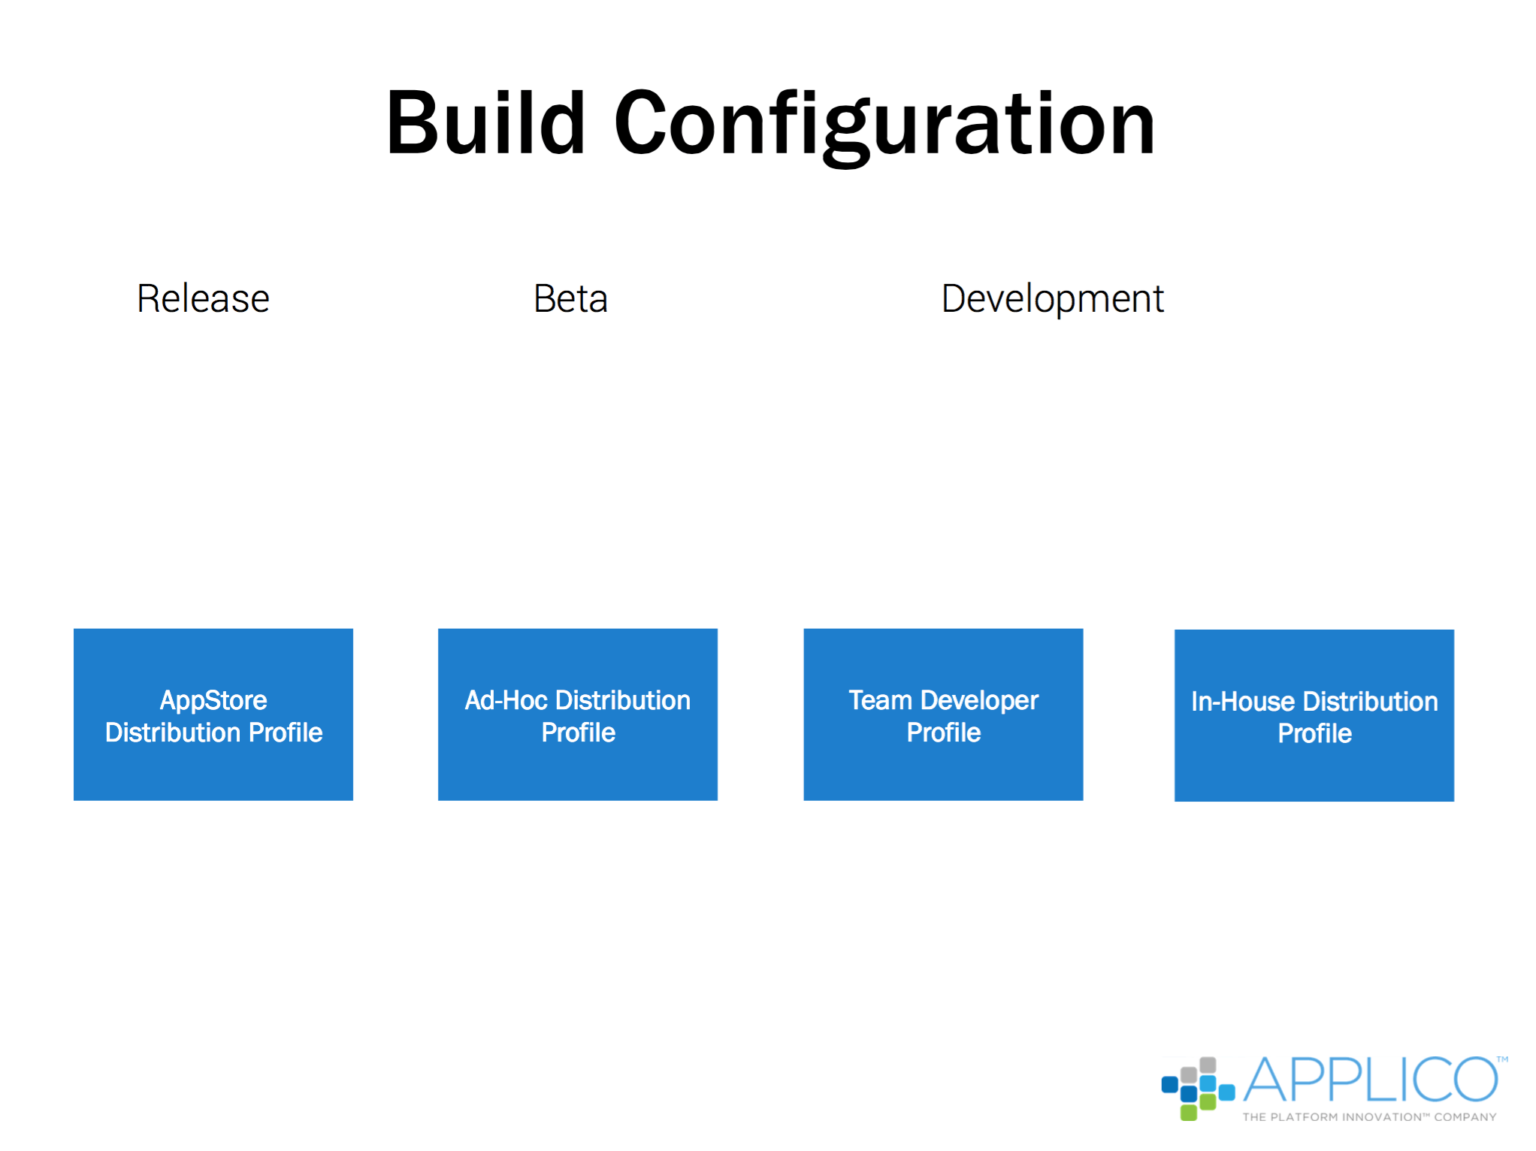 Build Configuration
Release
Beta
Development
AppStore
Distribution Profile
Ad-Hoc Distribution
Profile
Team Developer
Profile
In-House Distribution
Profile
APPLICO™
THE PLATFORM INNOVATION™ COMPANY